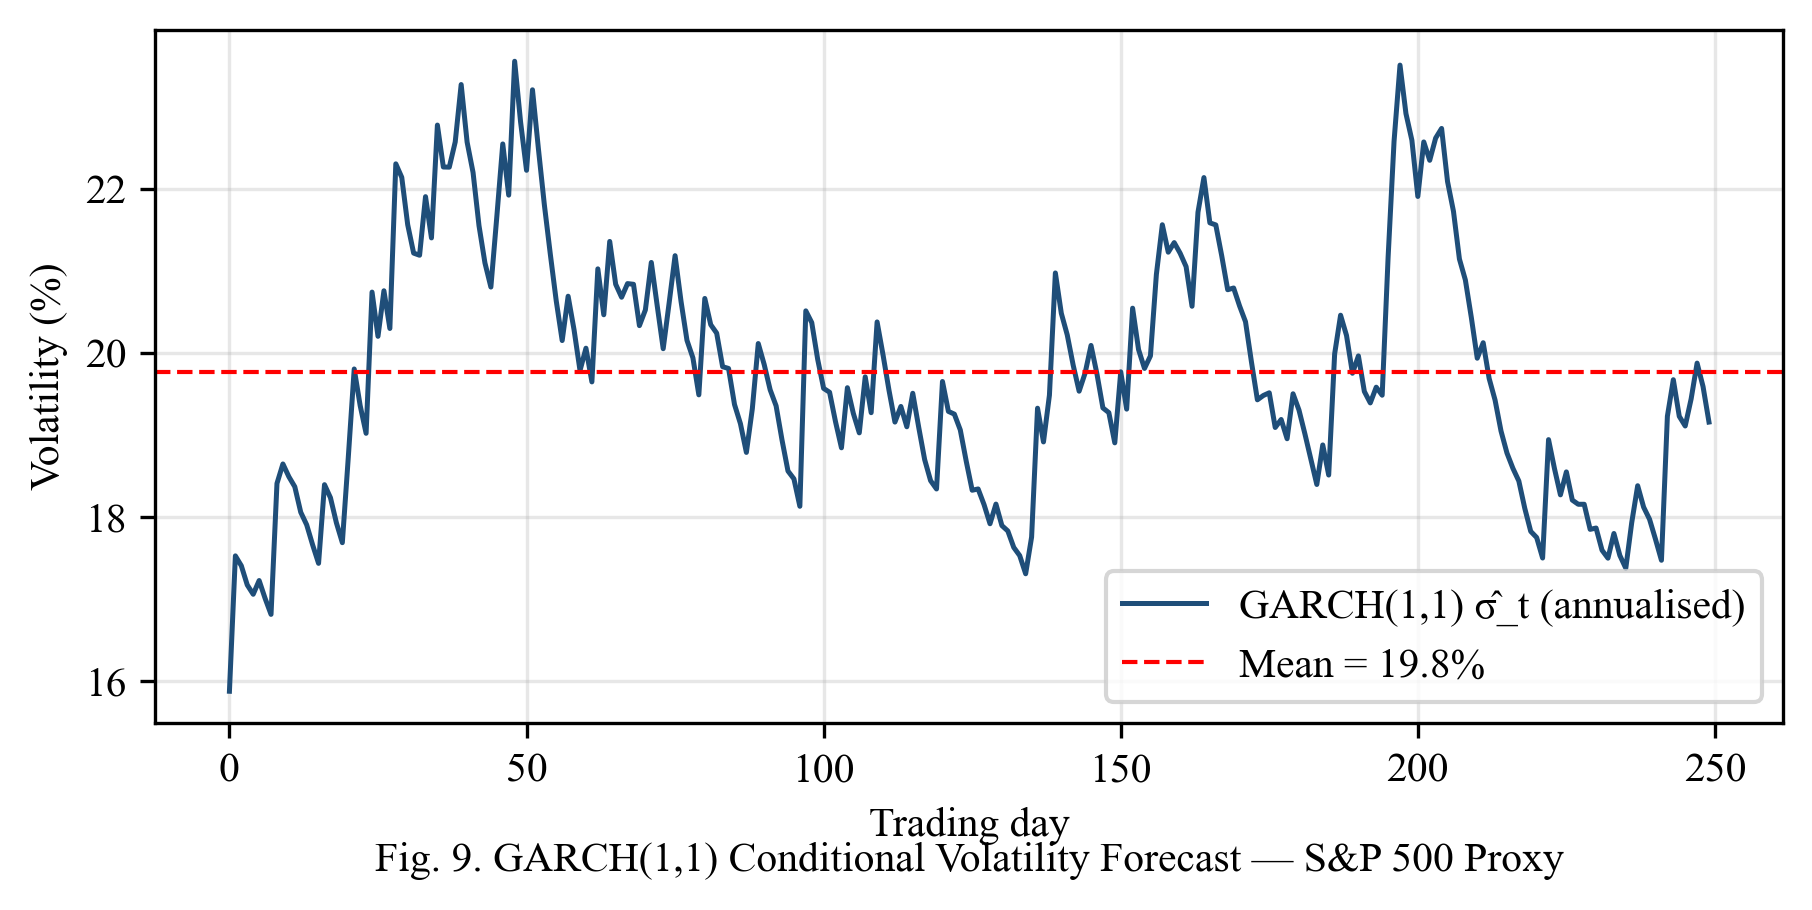 Volatility (%)
22
20
18
16
GARCH(1,1) σ̂_t (annualised)
Mean = 19.8%
0 50 100 150 200 250
Trading day
Fig. 9. GARCH(1,1) Conditional Volatility Forecast — S&P 500 Proxy